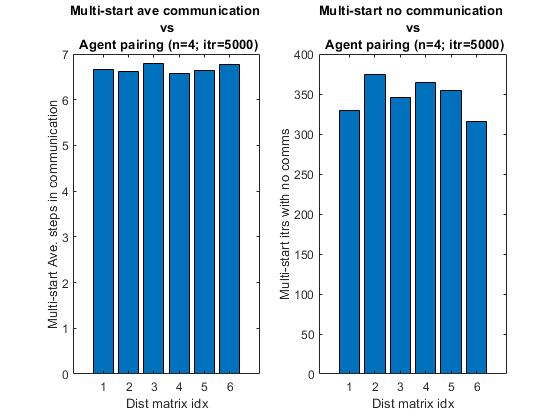 Multi-start ave communication
vs
Agent pairing (n=4; itr=5000)
Multi-start Ave. steps in communication
7
6
5
4
3
2
1
0
1 2 3 4 5 6
Dist matrix idx
Multi-start no communication
vs
Agent pairing (n=4; itr=5000)
Multi-start itrs with no comms
400
350
300
250
200
150
100
50
0
1 2 3 4 5 6
Dist matrix idx